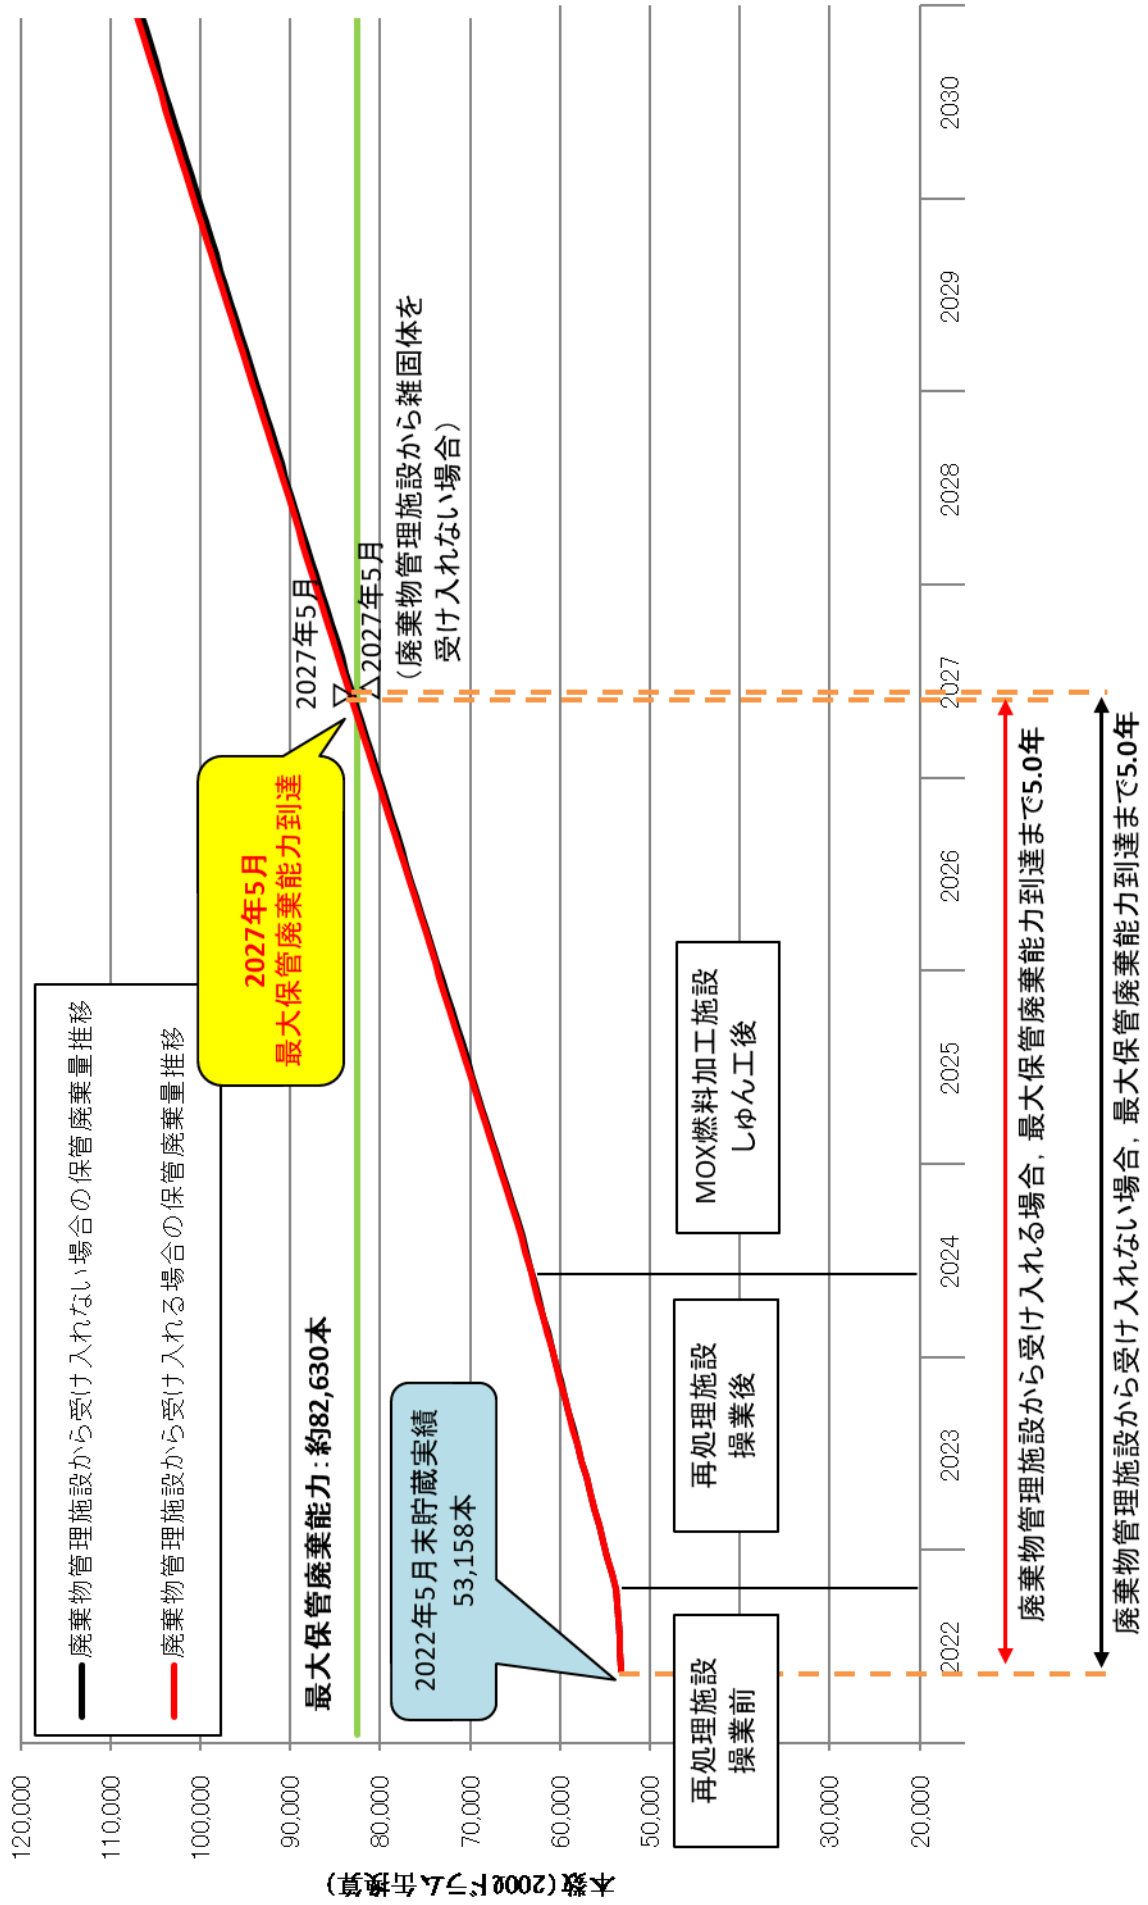 本数(200ℓドラム缶換算)
120,000
110,000
100,000
90,000
80,000
70,000
60,000
50,000
30,000
20,000
廃棄物管理施設から受け入れない場合の保管廃棄量推移
廃棄物管理施設から受け入れる場合の保管廃棄量推移
最大保管廃棄能力:約82,630本
2027年5月
最大保管廃棄能力到達
2027年5月
2027年5月
(廃棄物管理施設から雑固体を
受け入れない場合)
2022年5月末貯蔵実績
53,158本
再処理施設
操業前
再処理施設
操業後
MOX燃料加工施設
しゅん工後
2022
2023
2024
2025
2026
2027
2028
2029
2030
廃棄物管理施設から受け入れる場合,最大保管廃棄能力到達まで5.0年
廃棄物管理施設から受け入れない場合,最大保管廃棄能力到達まで5.0年